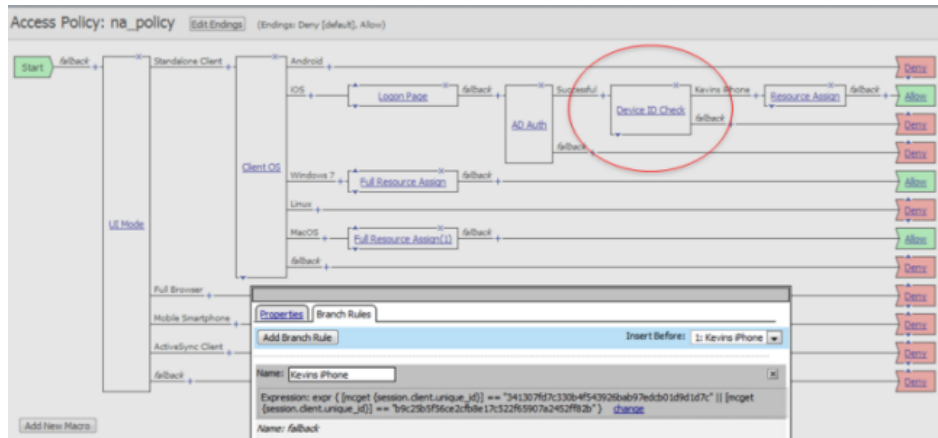 Access Policy: na_policy Edit Endings (Endings: Deny [default], Allow)
Start fallback + Standalone Client + Android + Deny
iOS + Logon Page fallback + Successful + Kevins iPhone + Resource Assign fallback + Allow
Device ID Check
AD Auth fallback + Deny
fallback + Deny
Client OS
Windows 7 + Full Resource Assign fallback + Allow
Linux + Deny
UI Mode
MacOS + Full Resource Assign(1) fallback + Allow
fallback + Deny
Full Browser + Deny
Properties Branch Rules
Mobile Smartphone + Deny
Add Branch Rule Insert Before: 1: Kevins iPhone
ActiveSync Client + Deny
fallback + Deny
Name: Kevins iPhone
Expression: expr { [mcget {session.client.unique_id}] == "341307fd7c330b4f543926bab97edcb01d9d1d7c" || [mcget
{session.client.unique_id}] == "b9c25b5f56ce2cfb8e17c522f65907a2452ff82b" } change
Add New Macro
Name: fallback